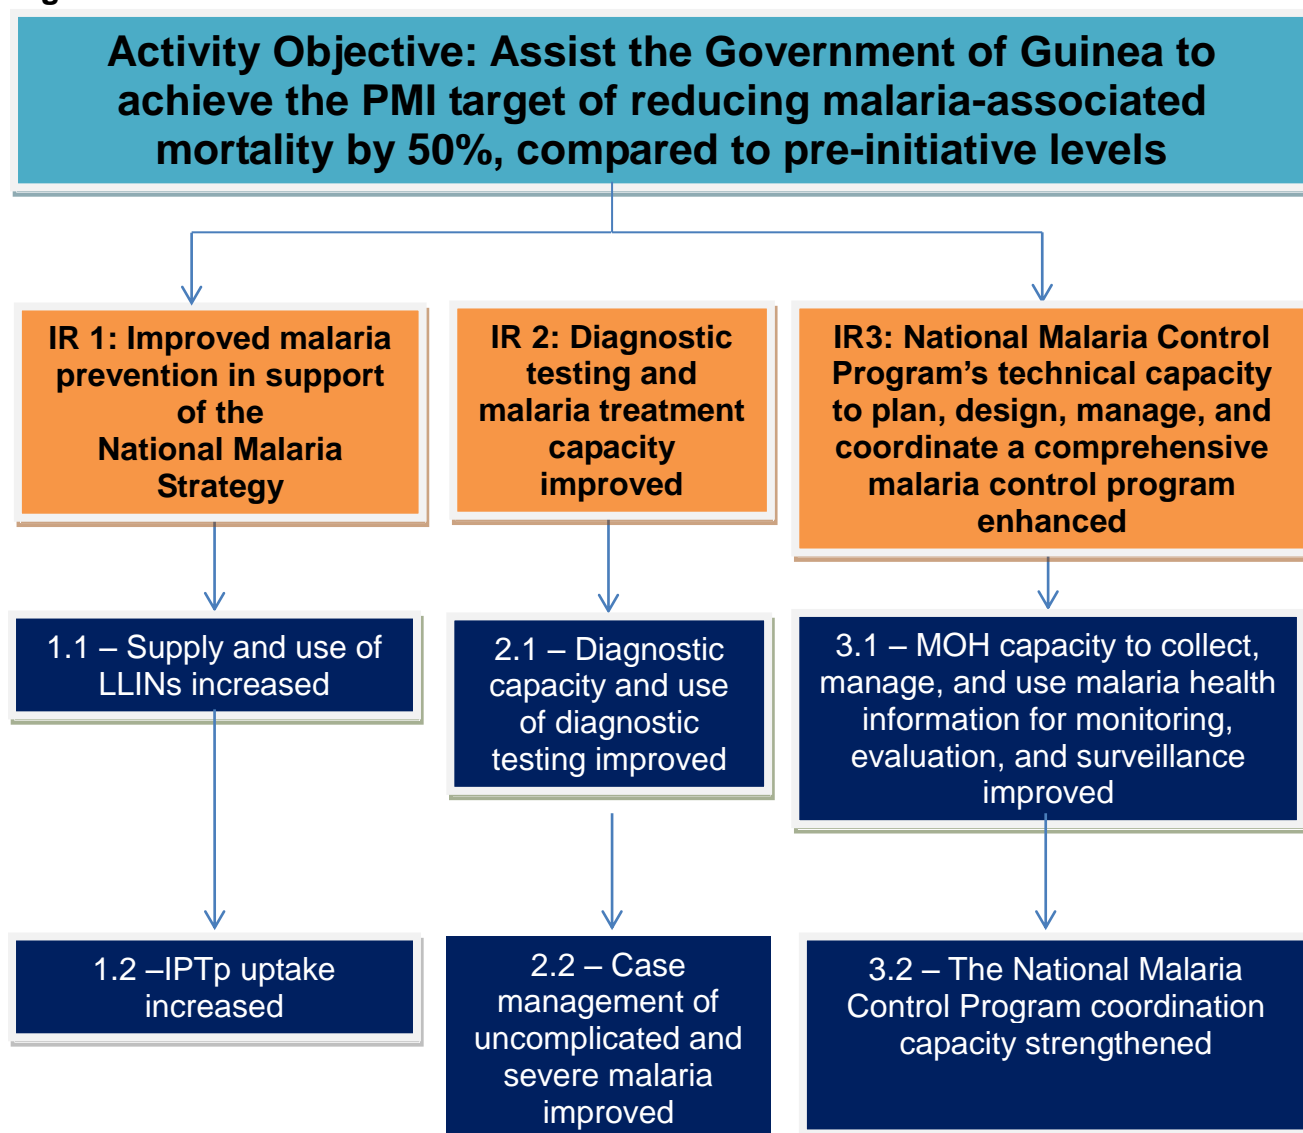 Activity Objective: Assist the Government of Guinea to
achieve the PMI target of reducing malaria-associated
mortality by 50%, compared to pre-initiative levels
IR 1: Improved malaria
prevention in support
of the
National Malaria
Strategy
IR 2: Diagnostic
testing and
malaria treatment
capacity
improved
IR3: National Malaria Control
Program’s technical capacity
to plan, design, manage, and
coordinate a comprehensive
malaria control program
enhanced
1.1 – Supply and use of
LLINs increased
2.1 – Diagnostic
capacity and use
of diagnostic
testing improved
3.1 – MOH capacity to collect,
manage, and use malaria health
information for monitoring,
evaluation, and surveillance
improved
1.2 –IPTp uptake
increased
2.2 – Case
management of
uncomplicated and
severe malaria
improved
3.2 – The National Malaria
Control Program coordination
capacity strengthened